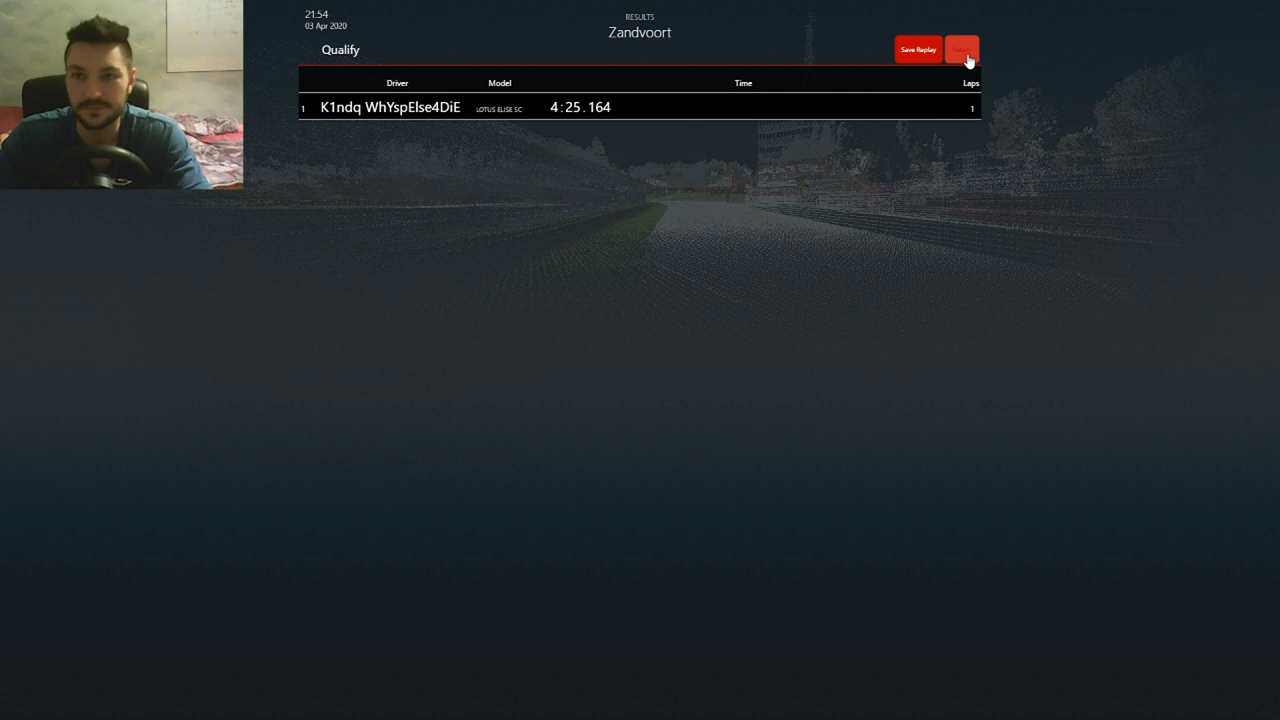 21:54
03 Apr 2020
RESULTS
Zandvoort
Qualify
Save Replay
Driver Model Time Laps
1 K1ndq WhYspElse4DiE LOTUS ELISE SC 4:25.164 1